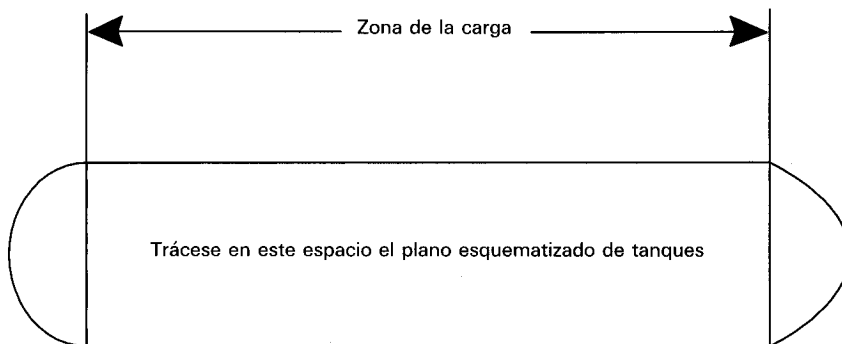 Zona de la carga
Trácese en este espacio el plano esquematizado de tanques